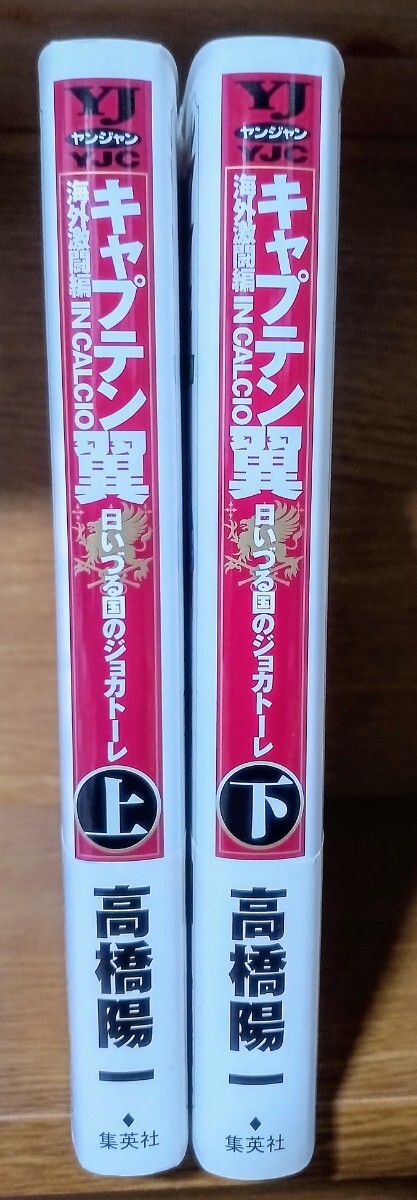 YJ
ヤンジャン
YJC
キャプテン翼
海外激闘編 IN CALCIO
日いづる国のジョカトーレ
上
高橋陽一
◆
集英社
YJ
ヤンジャン
YJC
キャプテン翼
海外激闘編 IN CALCIO
日いづる国のジョカトーレ
下
高橋陽一
◆
集英社